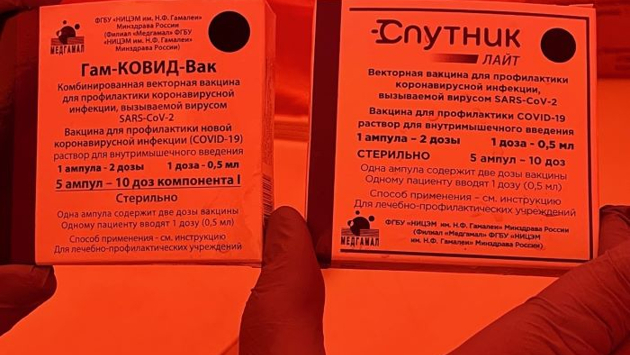 ФГБУ «НИЦЭМ им. Н.Ф. Гамалеи»
Минздрава России
(Филиал «Медгамал» ФГБУ
«НИЦЭМ им. Н.Ф. Гамалеи»
Минздрава России)
МЕДГАМАЛ
Гам-КОВИД-Вак
Комбинированная векторная вакцина
для профилактики коронавирусной
инфекции, вызываемой вирусом
SARS-CoV-2
Вакцина для профилактики новой
коронавирусной инфекции (COVID-19)
раствор для внутримышечного введения
1 ампула – 2 дозы 1 доза - 0,5 мл
5 ампул – 10 доз компонента I
Стерильно
Одна ампула содержит две дозы вакцины
Одному пациенту вводят 1 дозу (0,5 мл)
Способ применения – см. инструкцию
Для лечебно-профилактических учреждений
Спутник
ЛАЙТ
Векторная вакцина для профилактики
коронавирусной инфекции,
вызываемой вирусом SARS-CoV-2
Вакцина для профилактики COVID-19
раствор для внутримышечного введения
1 ампула – 2 дозы 1 доза - 0,5 мл
СТЕРИЛЬНО 5 ампул – 10 доз
Одна ампула содержит две дозы вакцины
Одному пациенту вводят 1 дозу (0,5 мл)
Способ применения – см. инструкцию
Для лечебно-профилактических учреждений
МЕДГАМАЛ
ФГБУ «НИЦЭМ им. Н.Ф. Гамалеи» Минздрава России
(Филиал «Медгамал» ФГБУ «НИЦЭМ
им. Н.Ф. Гамалеи» Минздрава России)